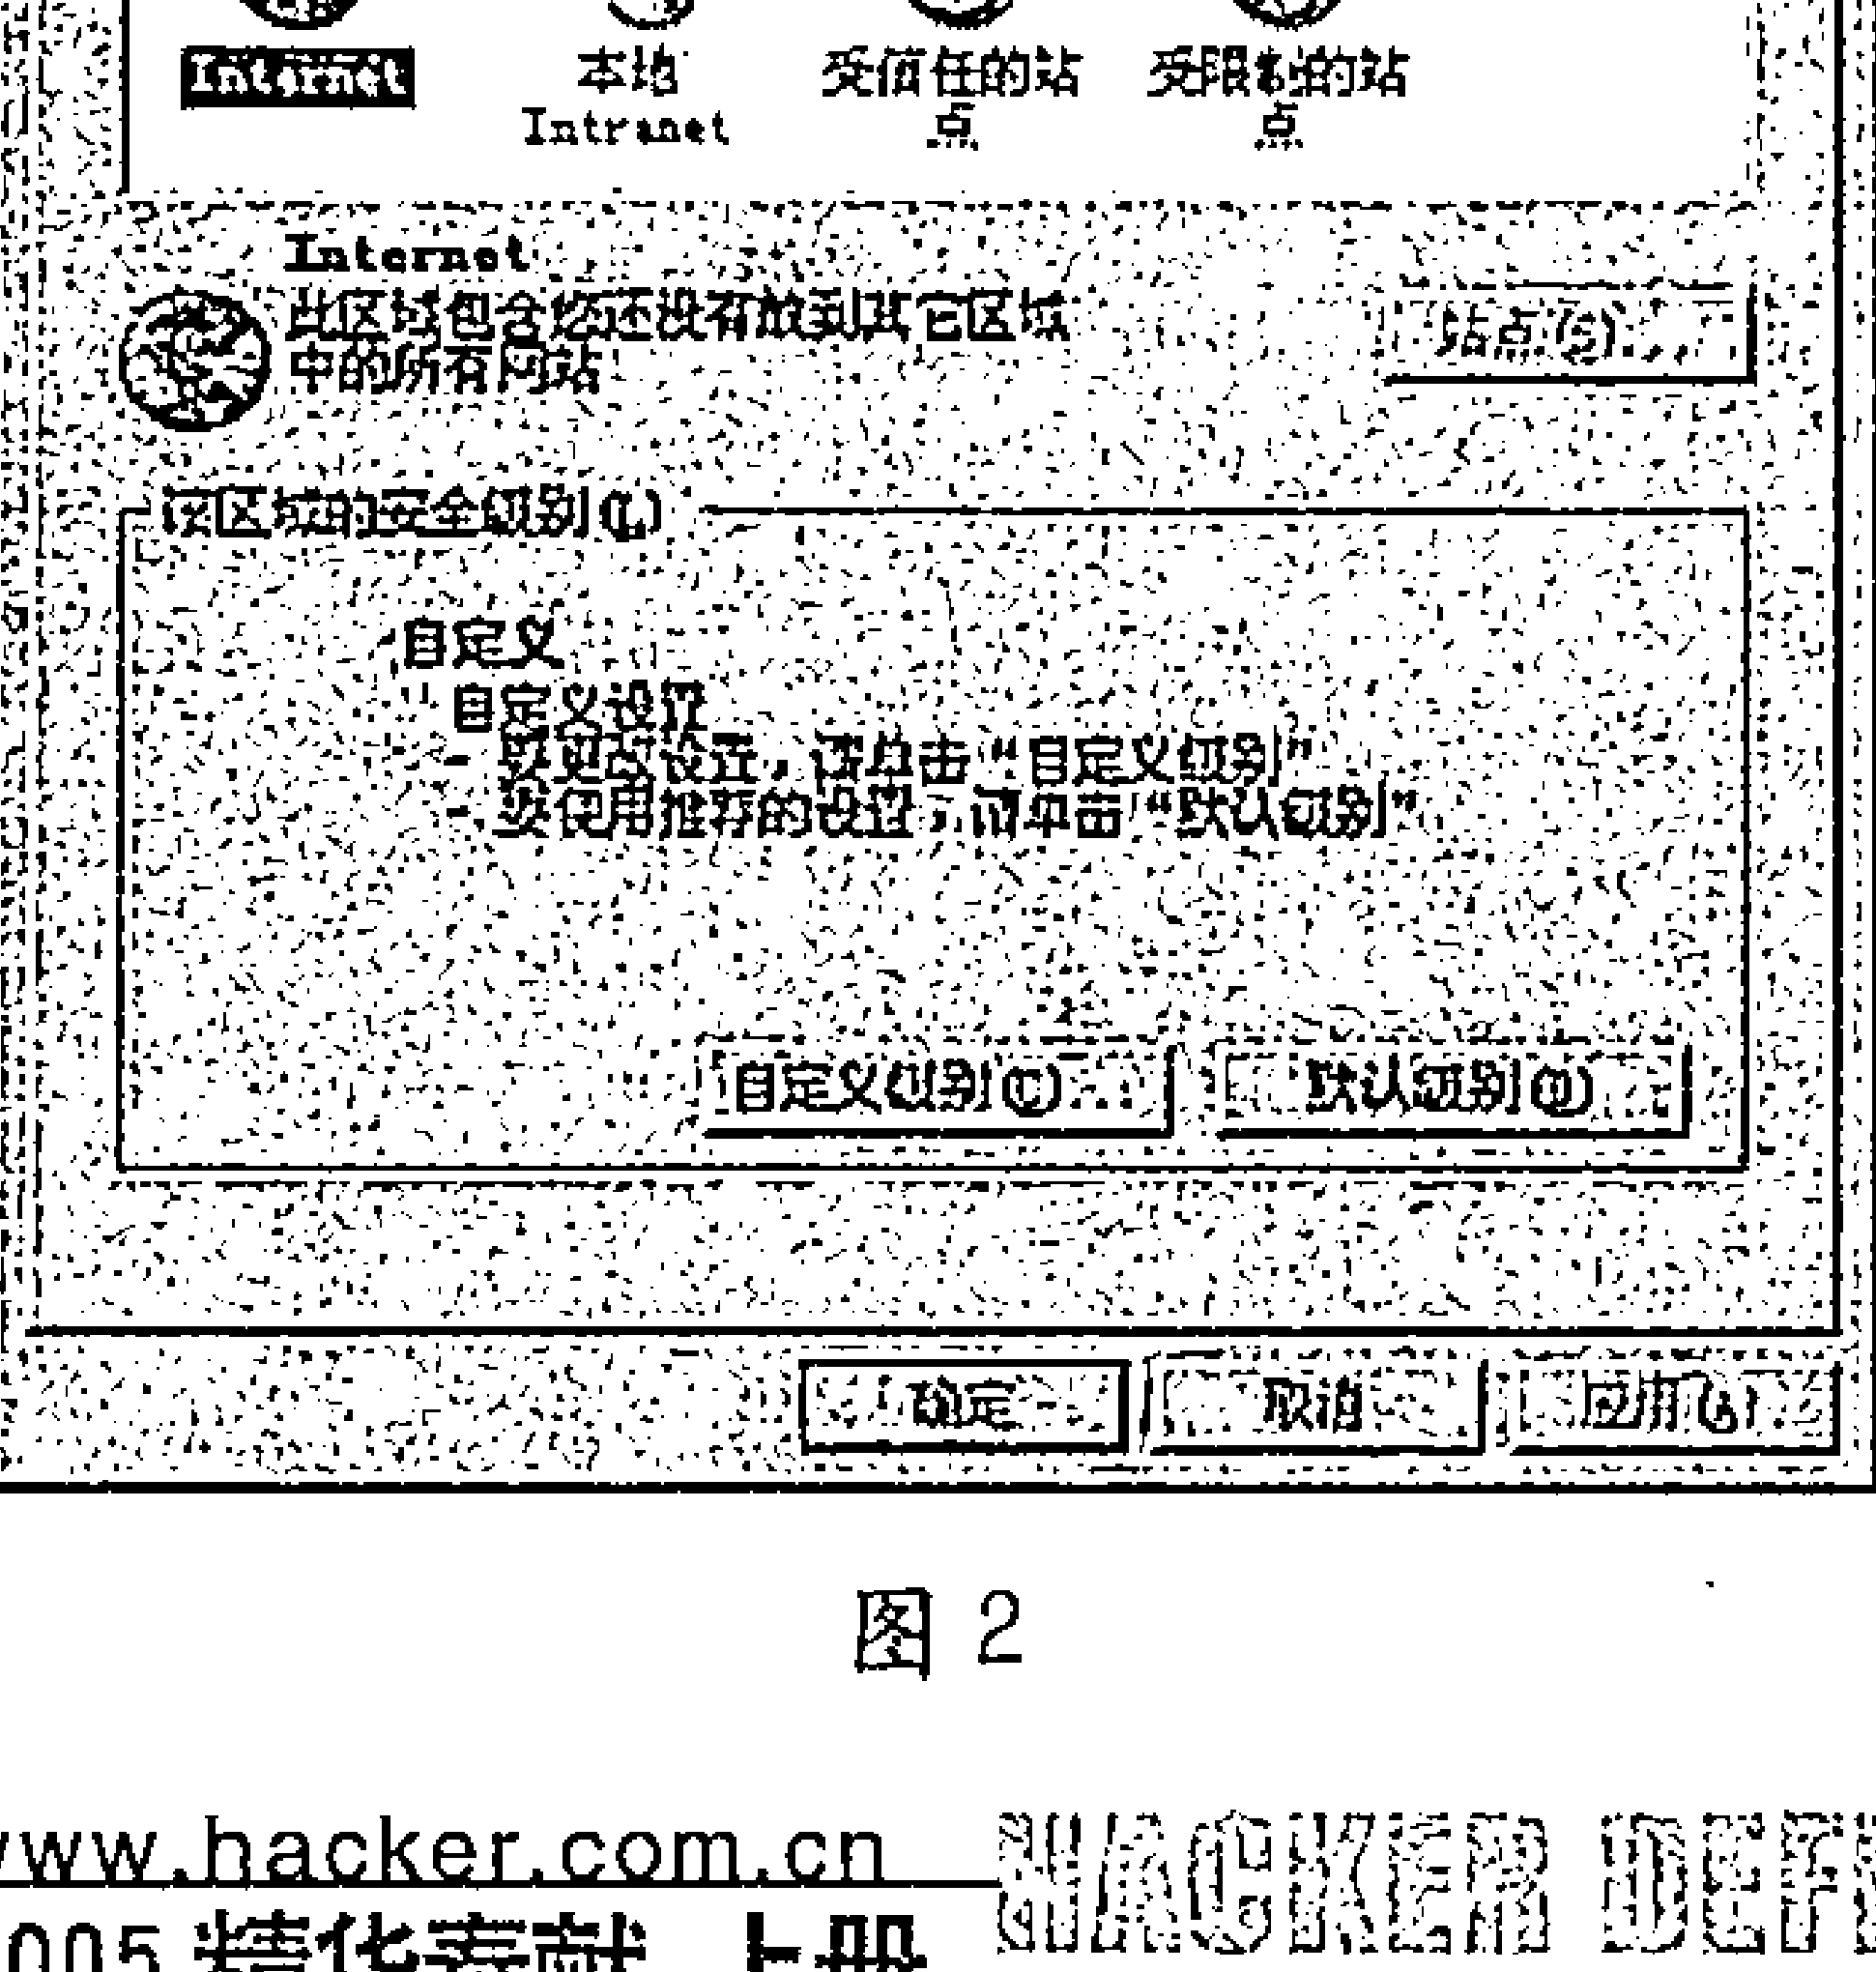 Internet
本地
Intranet
受信任的站
点
受限制的站
点
Internet
此区域包含您还没有放到其它区域
中的所有网站
站点(S)...
该区域的安全级别(L)
自定义
自定义设置
- 要更改设置,请单击“自定义级别”
- 要使用推荐的设置,请单击“默认级别”
自定义级别(C)...
默认级别(D)
确定
取消
应用(A)
图 2
www.hacker.com.cn
HACKER DEF
005 精华奉献 上册